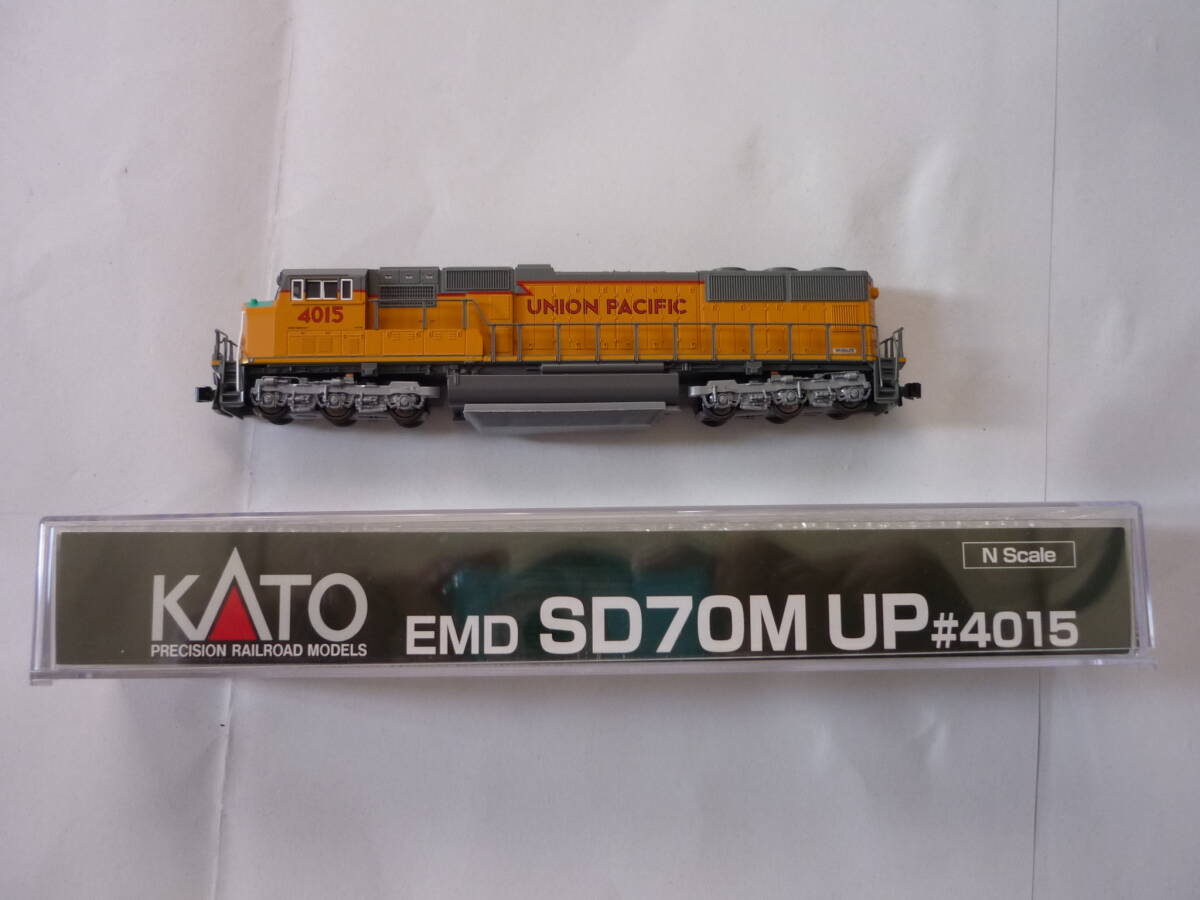 4015
UNION PACIFIC
N Scale
KATO
PRECISION RAILROAD MODELS
EMD SD70M UP #4015